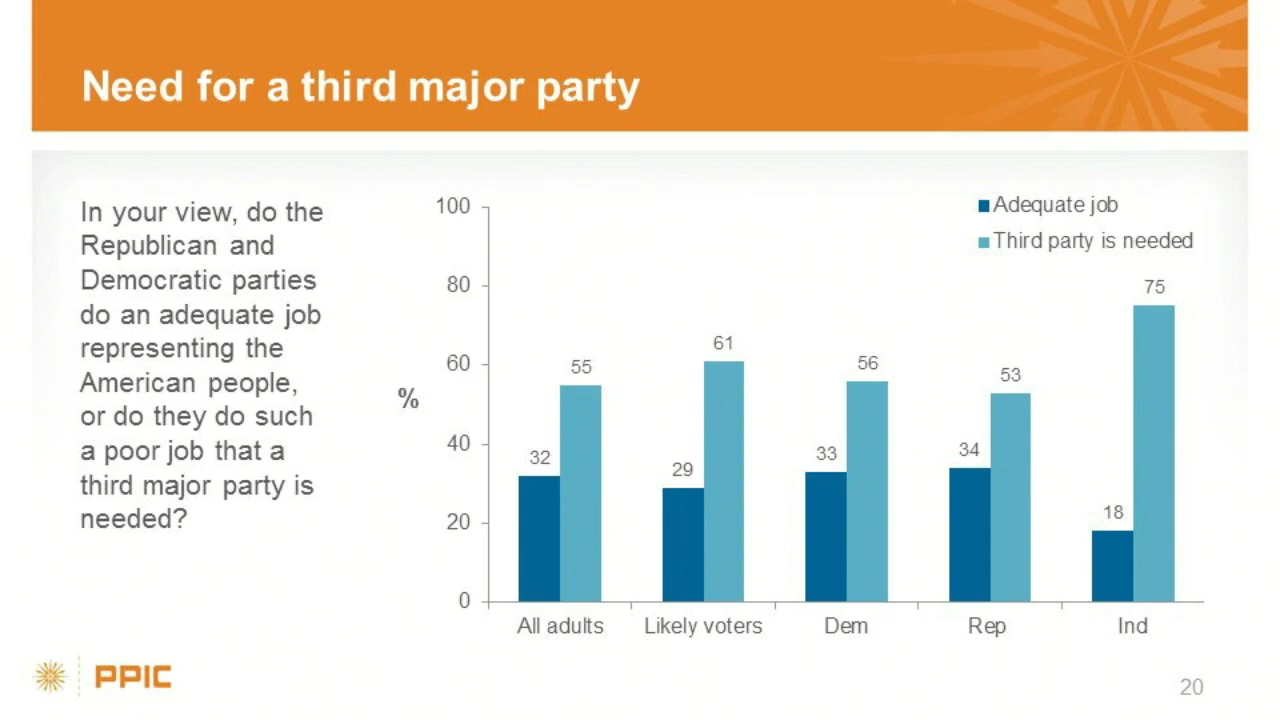 Need for a third major party
In your view, do the
Republican and
Democratic parties
do an adequate job
representing the
American people,
or do they do such
a poor job that a
third major party is
needed?
%
100
80
60
40
20
0
Adequate job
Third party is needed
32
55
29
61
33
56
34
53
18
75
All adults
Likely voters
Dem
Rep
Ind
PPIC
20